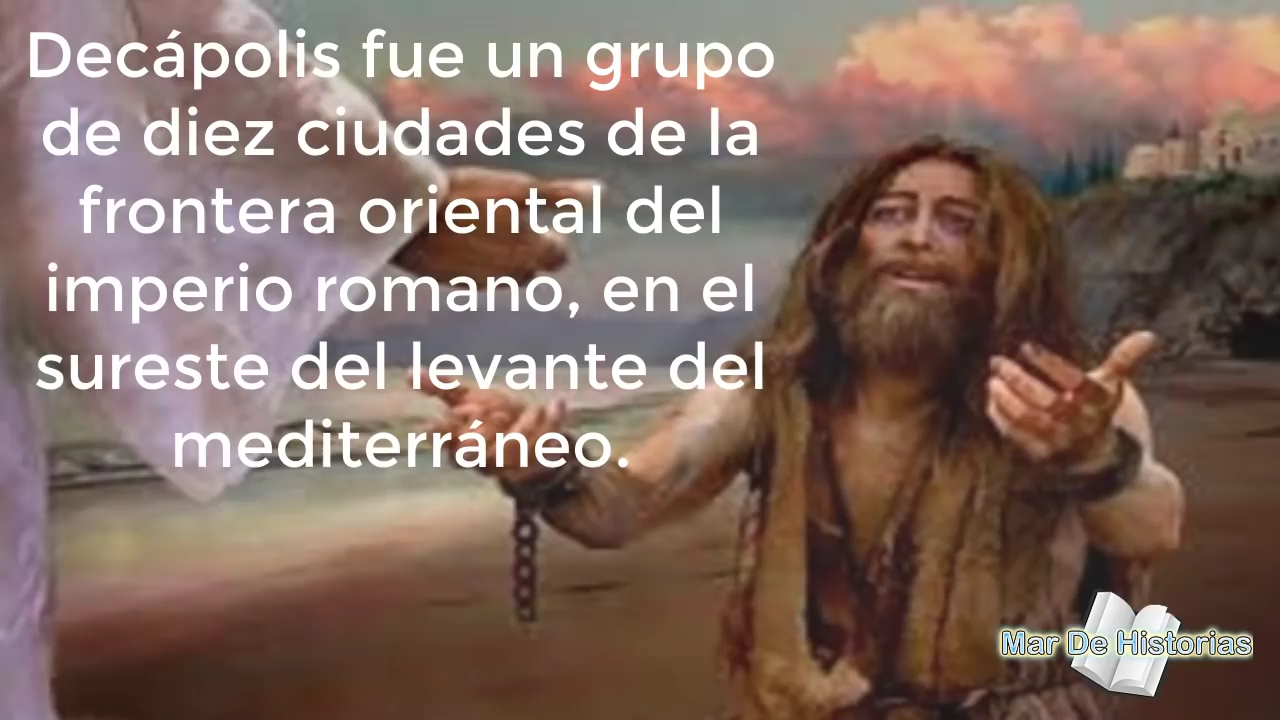 Decápolis fue un grupo
de diez ciudades de la
frontera oriental del
imperio romano, en el
sureste del levante del
mediterráneo.
Mar De Historias